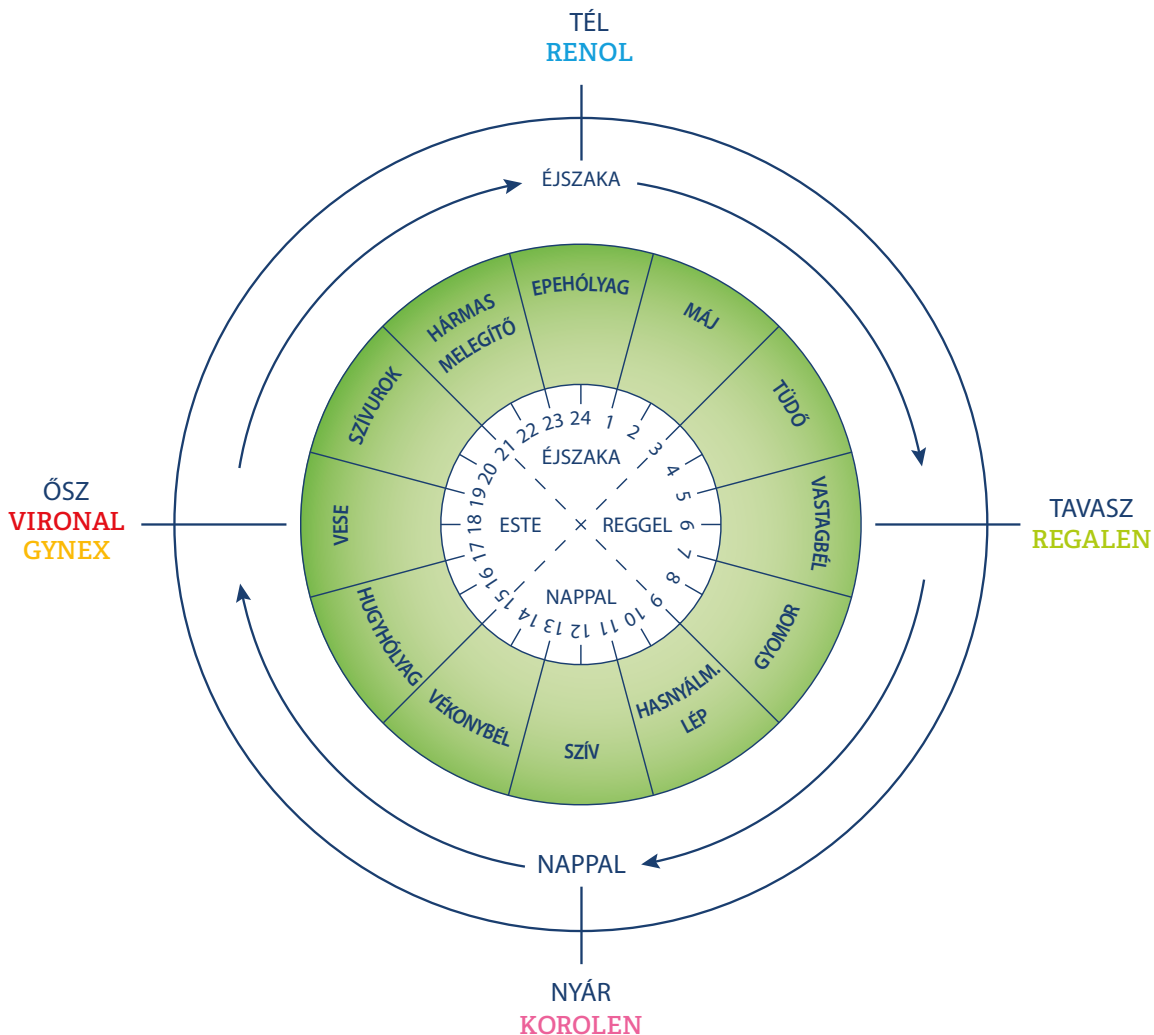 TÉL
RENOL
ÉJSZAKA
EPEHÓLYAG
MÁJ
TÜDŐ
VASTAGBÉL
GYOMOR
HASNYÁLM.
LÉP
SZÍV
VÉKONYBÉL
HUGYHÓLYAG
VESE
SZÍVUROK
HÁRMAS
MELEGÍTŐ
24
1
2
3
4
5
6
7
8
9
10
11
12
13
14
15
16
17
18
19
20
21
22
23
ÉJSZAKA
ESTE
REGGEL
NAPPAL
ŐSZ
VIRONAL
GYNEX
TAVASZ
REGALEN
NAPPAL
NYÁR
KOROLEN